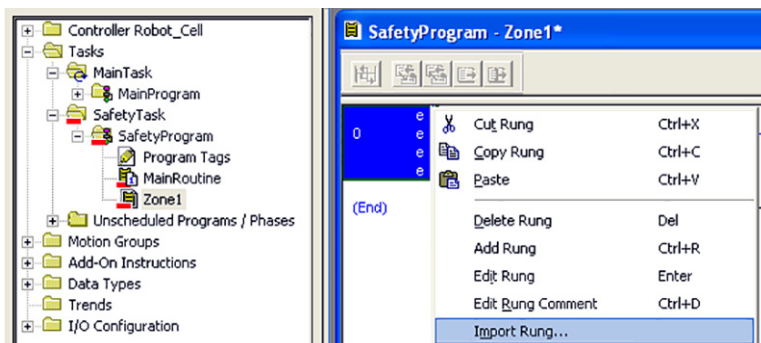 Controller Robot_Cell
Tasks
MainTask
MainProgram
SafetyTask
SafetyProgram
Program Tags
MainRoutine
Zone1
Unscheduled Programs / Phases
Motion Groups
Add-On Instructions
Data Types
Trends
I/O Configuration
SafetyProgram - Zone1*
0
e
e
e
e
(End)
Cut Rung Ctrl+X
Copy Rung Ctrl+C
Paste Ctrl+V
Delete Rung Del
Add Rung Ctrl+R
Edit Rung Enter
Edit Rung Comment Ctrl+D
Import Rung...